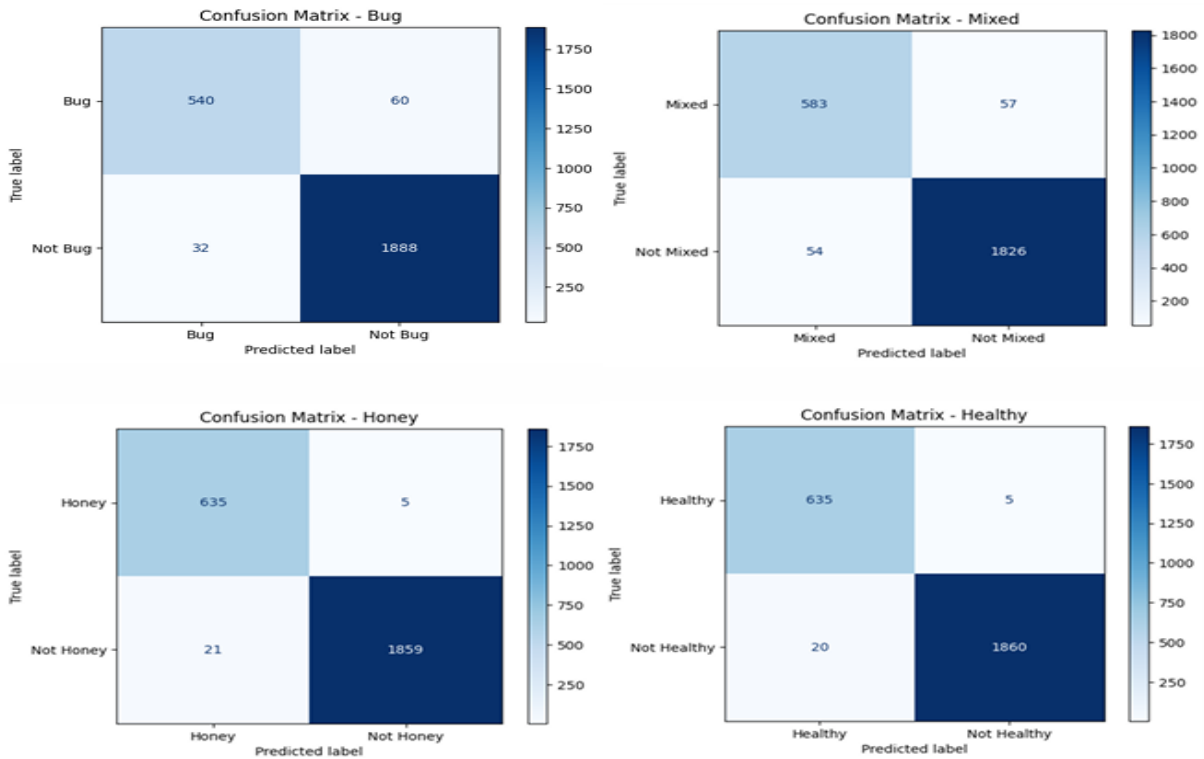 Confusion Matrix - Bug
Bug
540
60
Not Bug
32
1888
Bug
Not Bug
Predicted label
True label
1750
1500
1250
1000
750
500
250
Confusion Matrix - Mixed
Mixed
583
57
Not Mixed
54
1826
Mixed
Not Mixed
Predicted label
True label
1800
1600
1400
1200
1000
800
600
400
200
Confusion Matrix - Honey
Honey
635
5
Not Honey
21
1859
Honey
Not Honey
Predicted label
True label
1750
1500
1250
1000
750
500
250
Confusion Matrix - Healthy
Healthy
635
5
Not Healthy
20
1860
Healthy
Not Healthy
Predicted label
True label
1750
1500
1250
1000
750
500
250